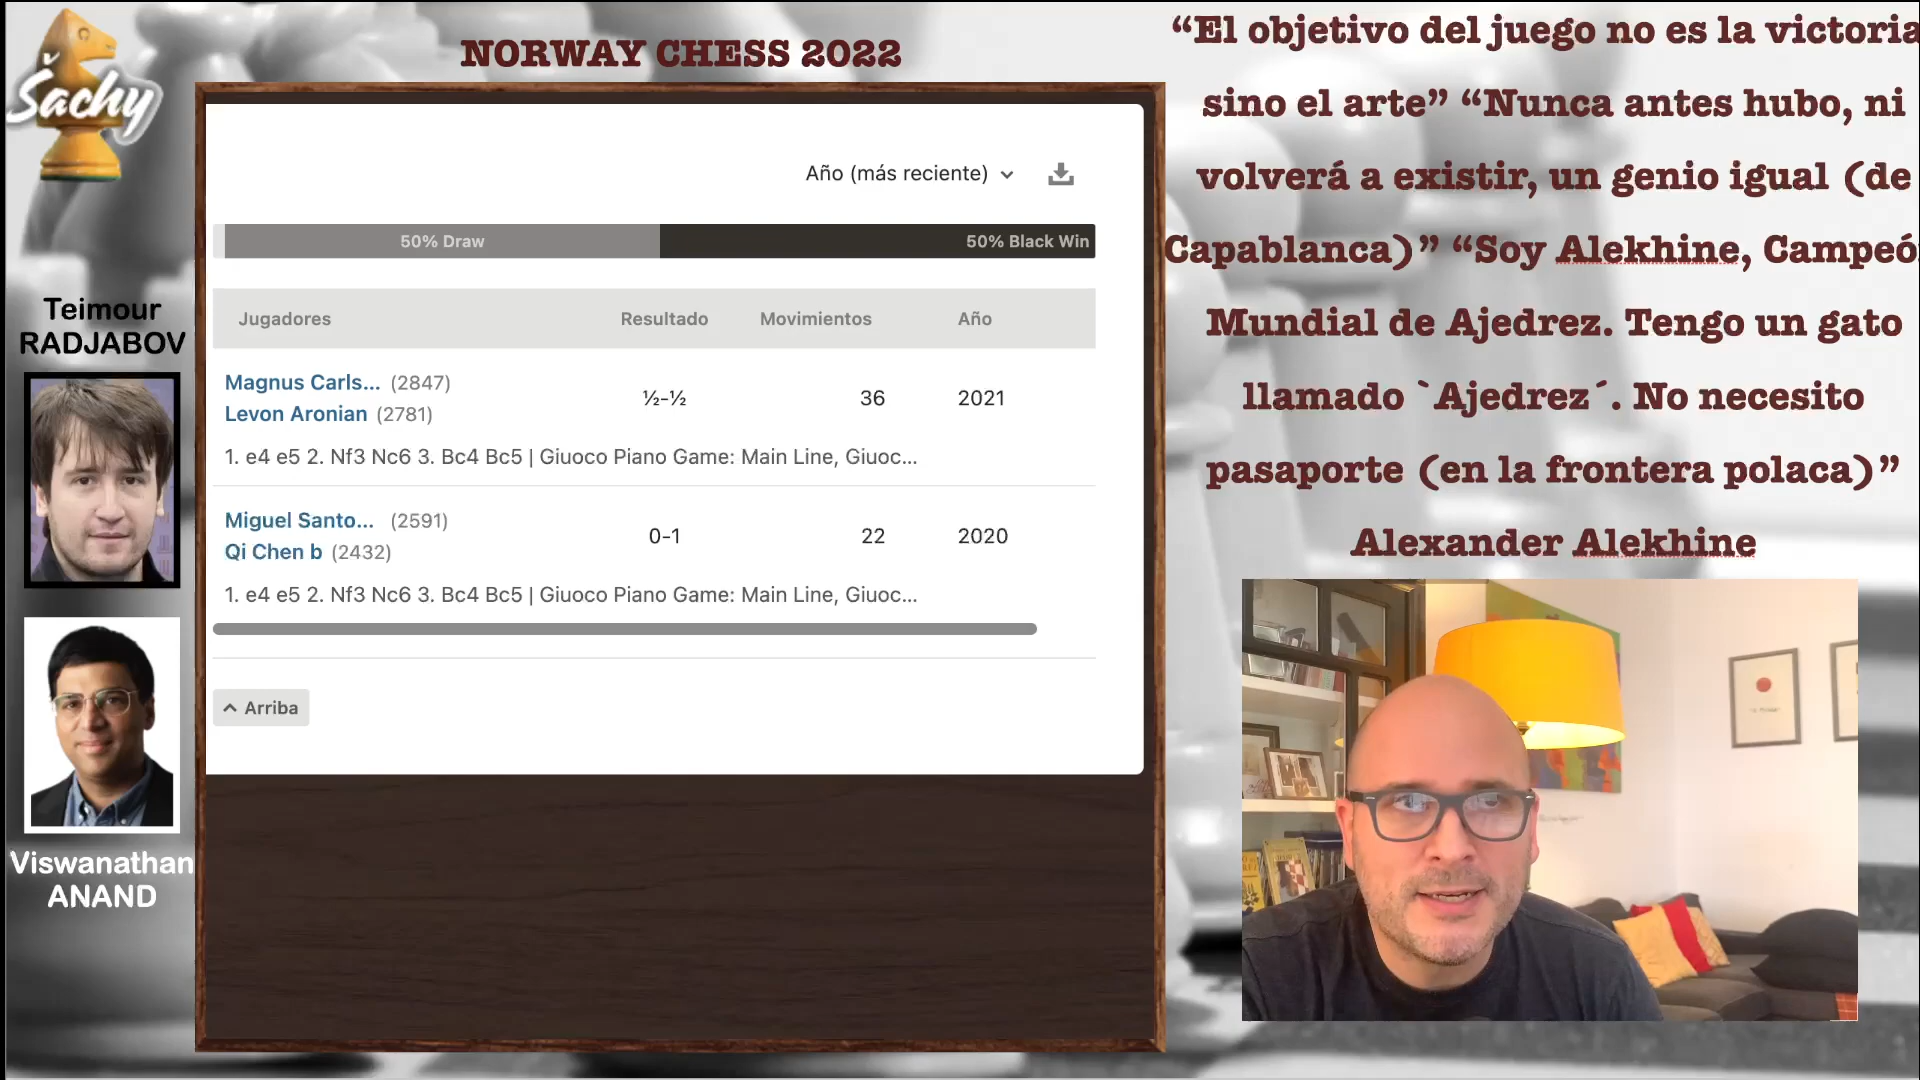 Šachy
NORWAY CHESS 2022
Teimour
RADJABOV
Viswanathan
ANAND
Año (más reciente)
50% Draw
50% Black Win
Jugadores Resultado Movimientos Año
Magnus Carls... (2847)
Levon Aronian (2781)
½-½ 36 2021
1. e4 e5 2. Nf3 Nc6 3. Bc4 Bc5 | Giuoco Piano Game: Main Line, Giuoc...
Miguel Santo... (2591)
Qi Chen b (2432)
0-1 22 2020
1. e4 e5 2. Nf3 Nc6 3. Bc4 Bc5 | Giuoco Piano Game: Main Line, Giuoc...
Arriba
“El objetivo del juego no es la victoria
sino el arte” “Nunca antes hubo, ni
volverá a existir, un genio igual (de
Capablanca)” “Soy Alekhine, Campeó
Mundial de Ajedrez. Tengo un gato
llamado `Ajedrez´. No necesito
pasaporte (en la frontera polaca)”
Alexander Alekhine